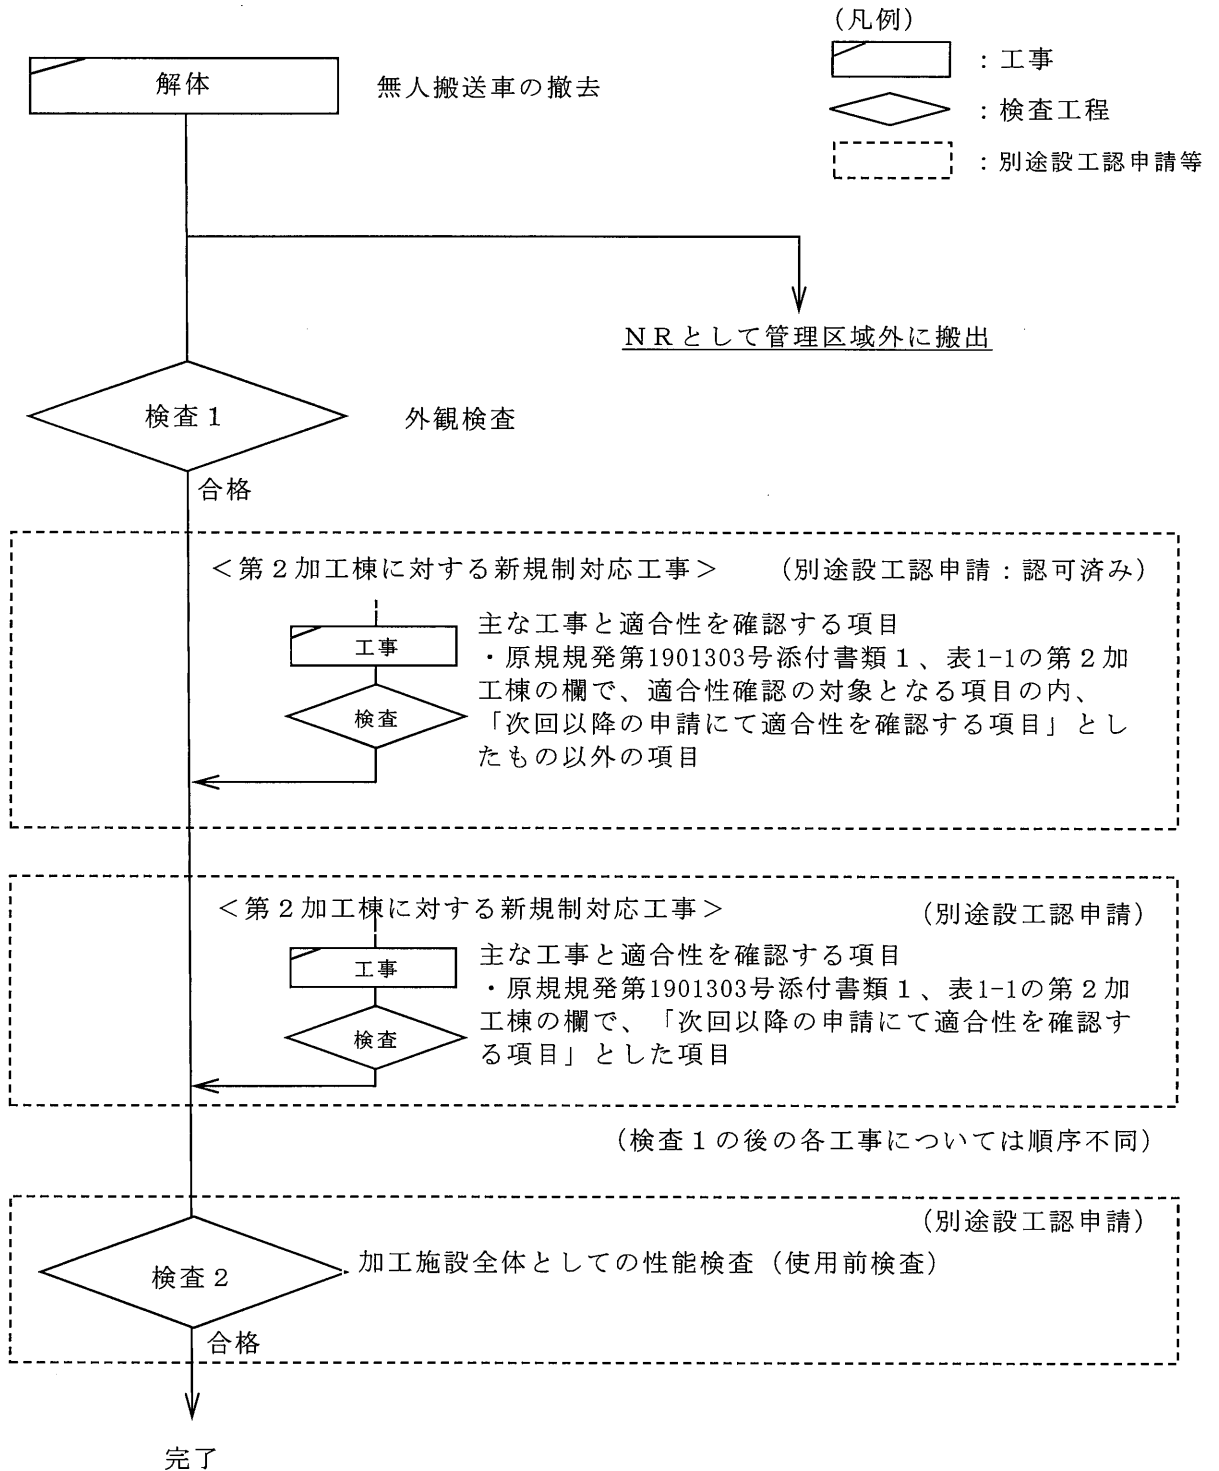 （凡例）
：工事
：検査工程
：別途設工認申請等
解体
無人搬送車の撤去
ＮＲとして管理区域外に搬出
検査１
外観検査
合格
＜第２加工棟に対する新規制対応工事＞
（別途設工認申請：認可済み）
工事
検査
主な工事と適合性を確認する項目
・原規規発第1901303号添付書類１、表1-1の第２加
工棟の欄で、適合性確認の対象となる項目の内、
「次回以降の申請にて適合性を確認する項目」とし
たもの以外の項目
＜第２加工棟に対する新規制対応工事＞
（別途設工認申請）
工事
検査
主な工事と適合性を確認する項目
・原規規発第1901303号添付書類１、表1-1の第２加
工棟の欄で、「次回以降の申請にて適合性を確認す
る項目」とした項目
（検査１の後の各工事については順序不同）
（別途設工認申請）
検査２
加工施設全体としての性能検査（使用前検査）
合格
完了